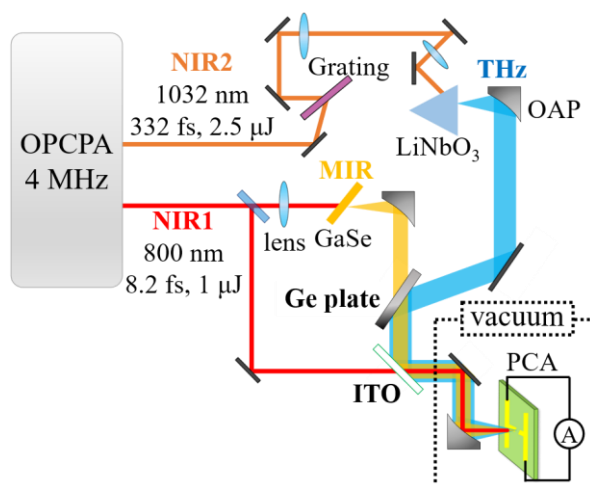 NIR2
1032 nm
332 fs, 2.5 μJ
Grating
THz
OAP
LiNbO₃
OPCPA
4 MHz
MIR
NIR1
800 nm
8.2 fs, 1 μJ
lens
GaSe
Ge plate
vacuum
ITO
PCA
A